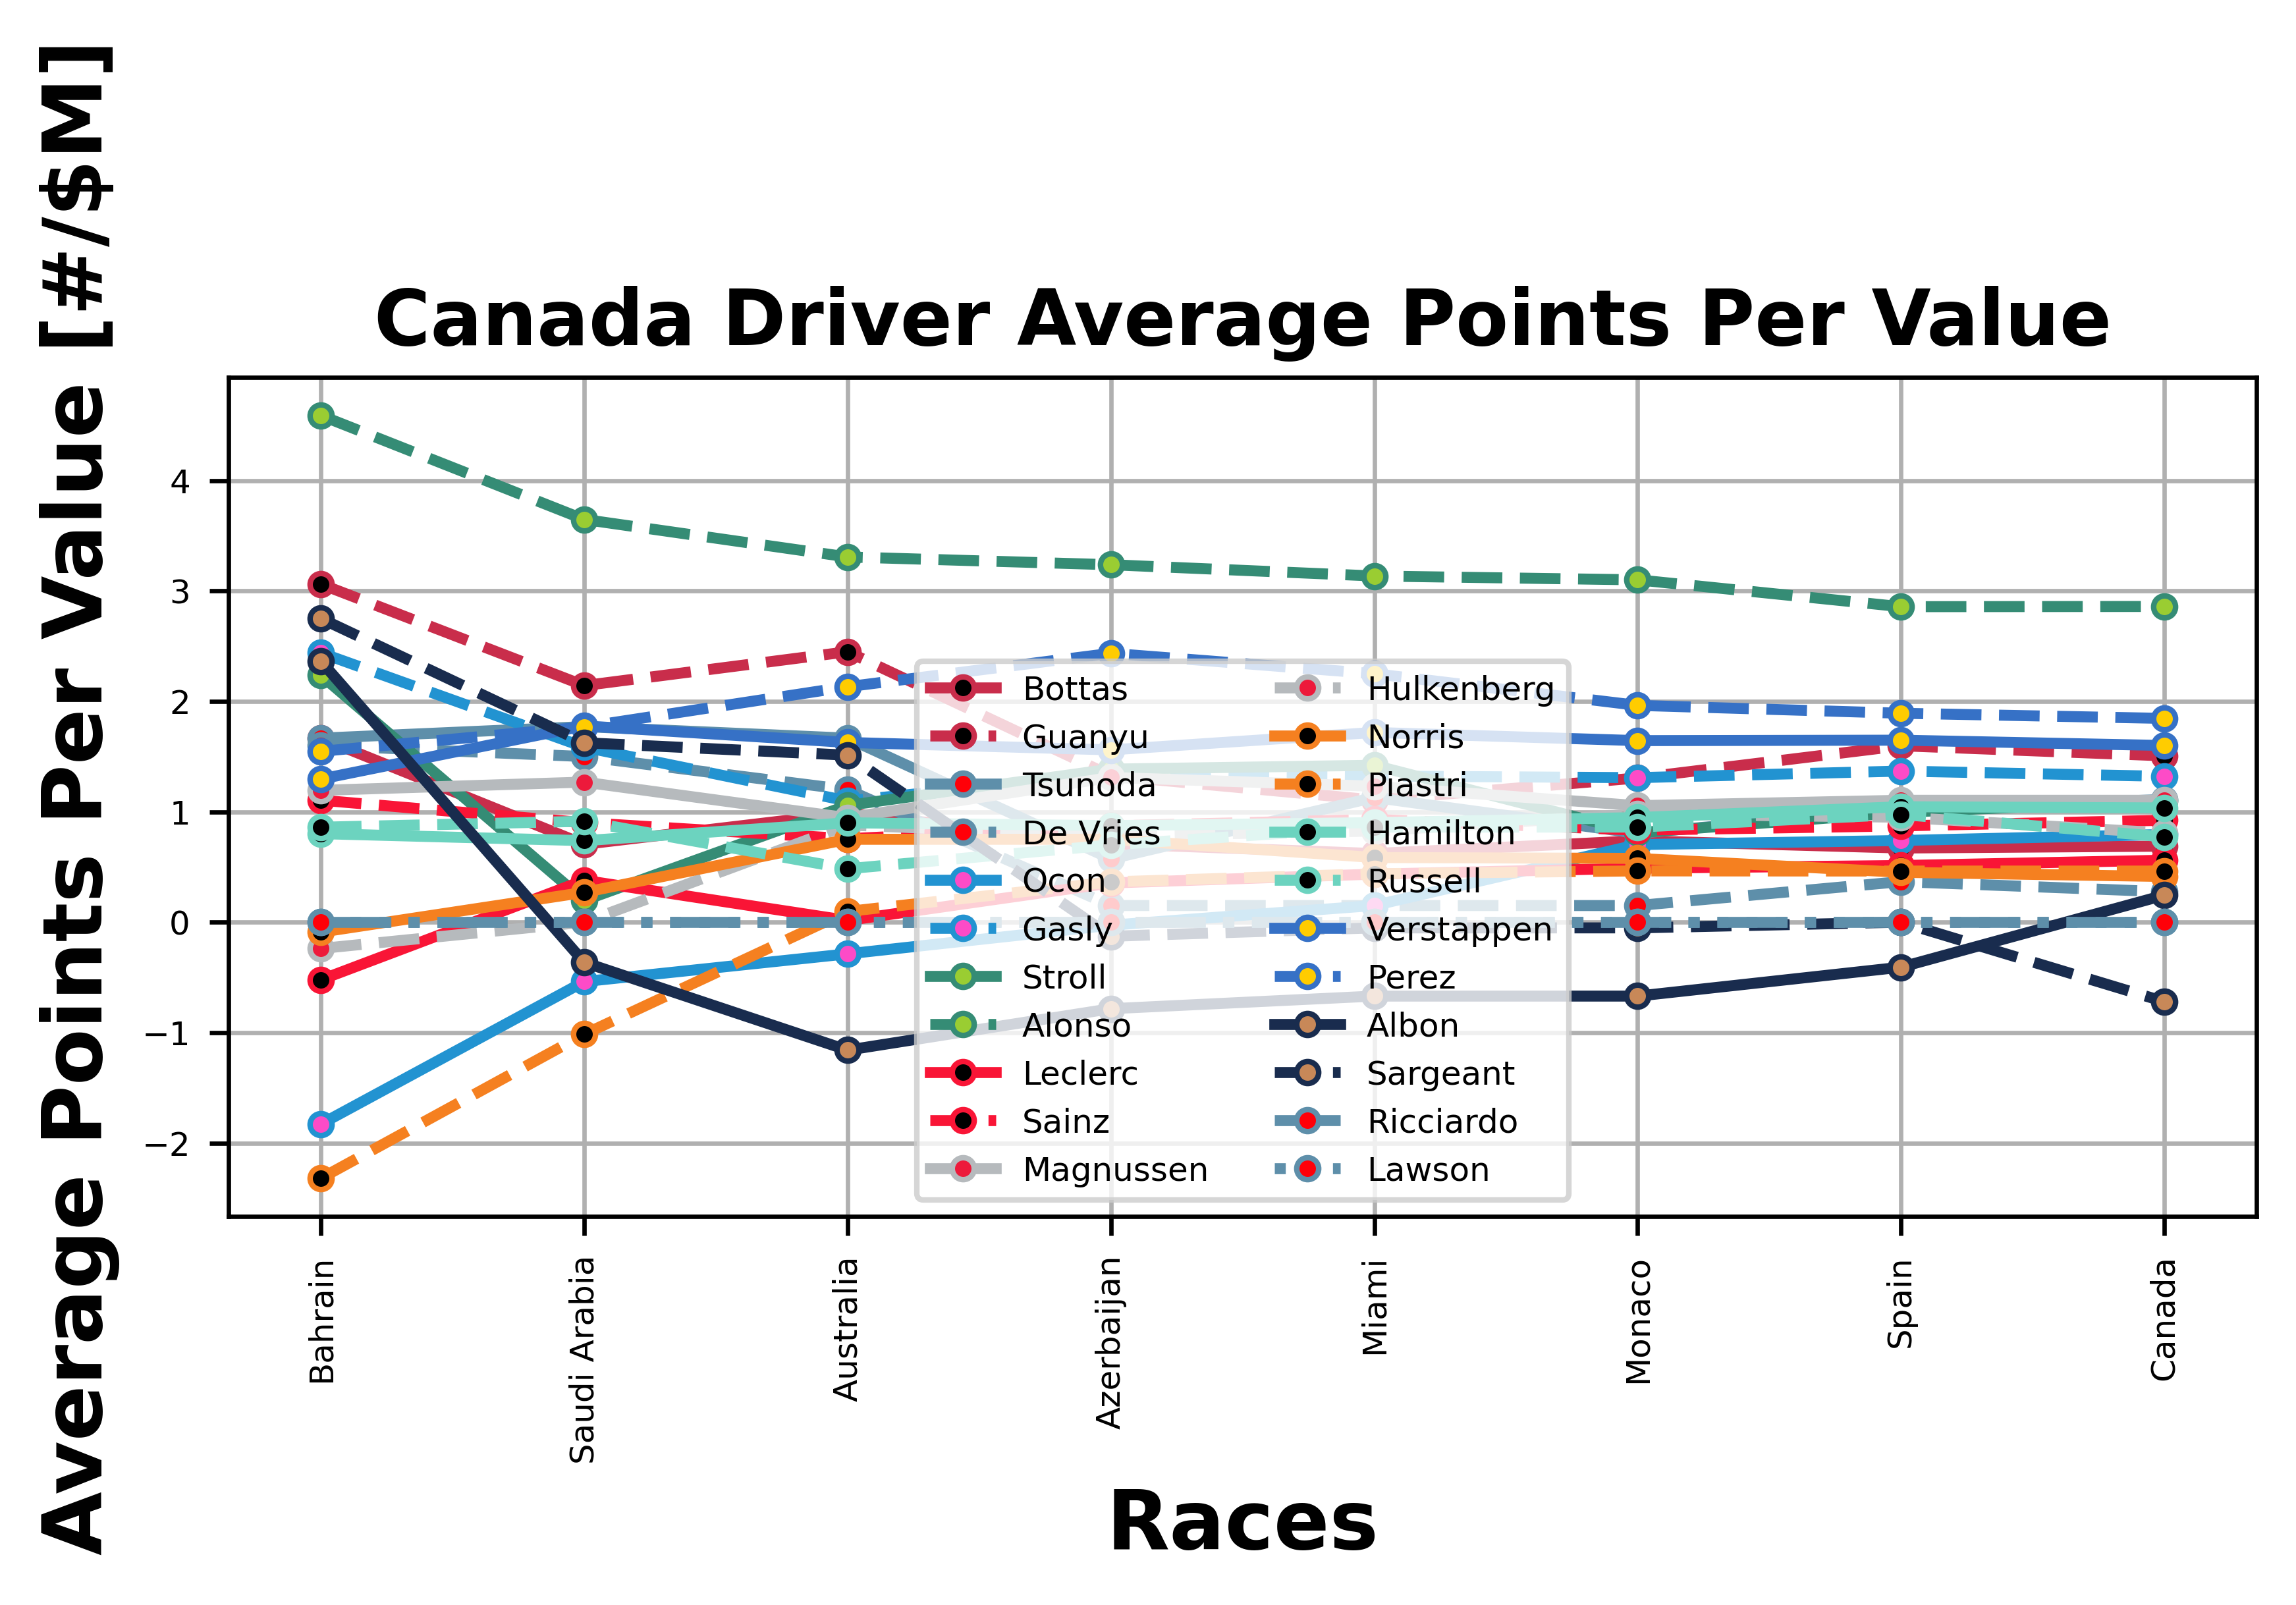 Canada Driver Average Points Per Value
Average Points Per Value [#/$M]
4
3
2
1
0
−1
−2
Bottas
Guanyu
Tsunoda
De Vries
Ocon
Gasly
Stroll
Alonso
Leclerc
Sainz
Magnussen
Hulkenberg
Norris
Piastri
Hamilton
Russell
Verstappen
Perez
Albon
Sargeant
Ricciardo
Lawson
Bahrain
Saudi Arabia
Australia
Azerbaijan
Miami
Monaco
Spain
Canada
Races